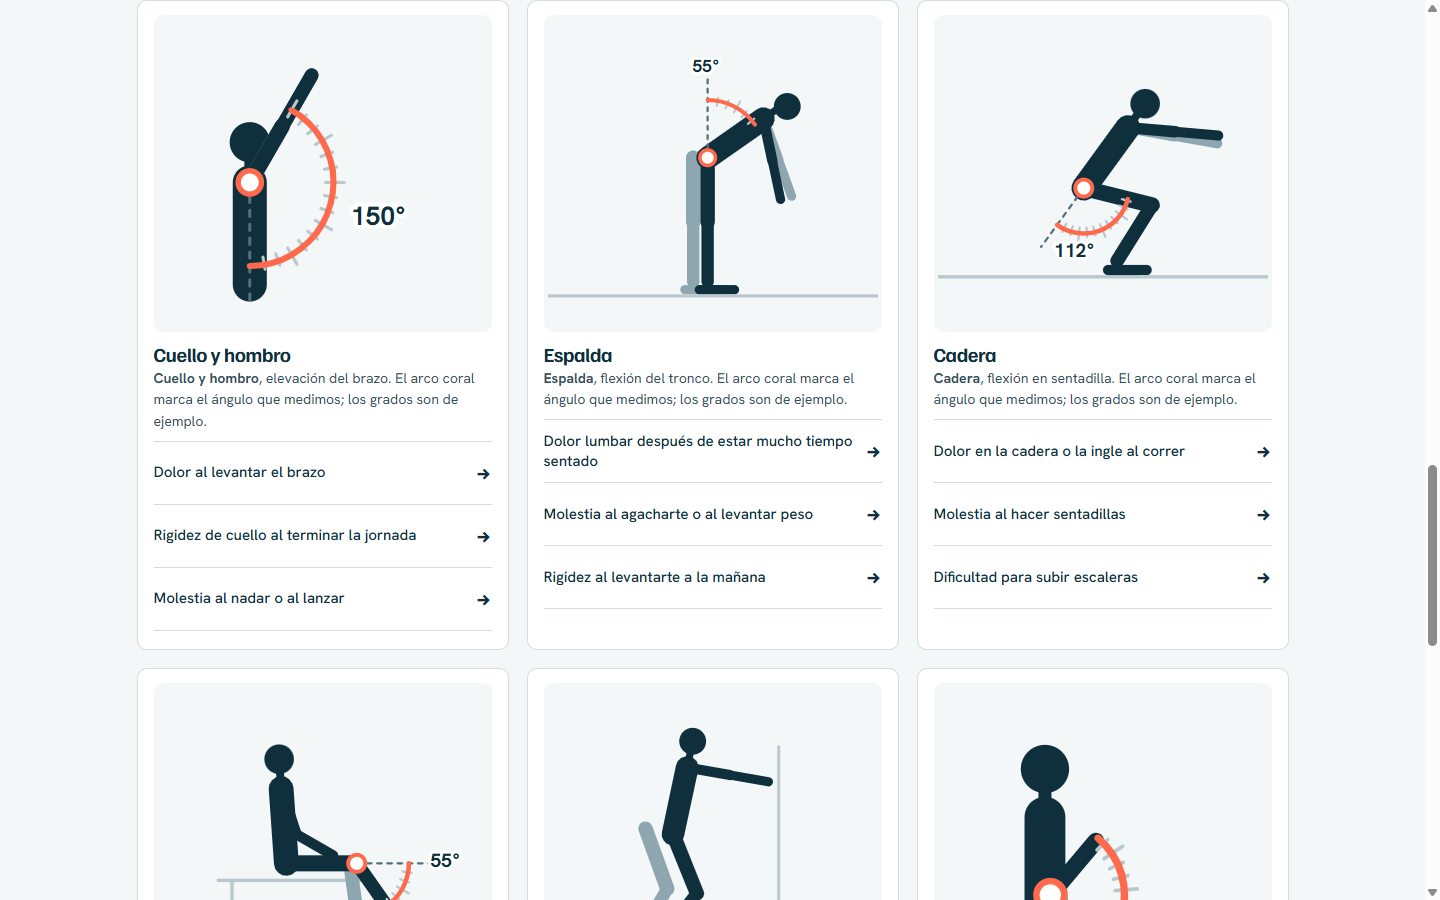 150°
Cuello y hombro
Cuello y hombro, elevación del brazo. El arco coral
marca el ángulo que medimos; los grados son de
ejemplo.
Dolor al levantar el brazo
Rigidez de cuello al terminar la jornada
Molestia al nadar o al lanzar
55°
Espalda
Espalda, flexión del tronco. El arco coral marca el
ángulo que medimos; los grados son de ejemplo.
Dolor lumbar después de estar mucho tiempo
sentado
Molestia al agacharte o al levantar peso
Rigidez al levantarte a la mañana
112°
Cadera
Cadera, flexión en sentadilla. El arco coral marca el
ángulo que medimos; los grados son de ejemplo.
Dolor en la cadera o la ingle al correr
Molestia al hacer sentadillas
Dificultad para subir escaleras
55°